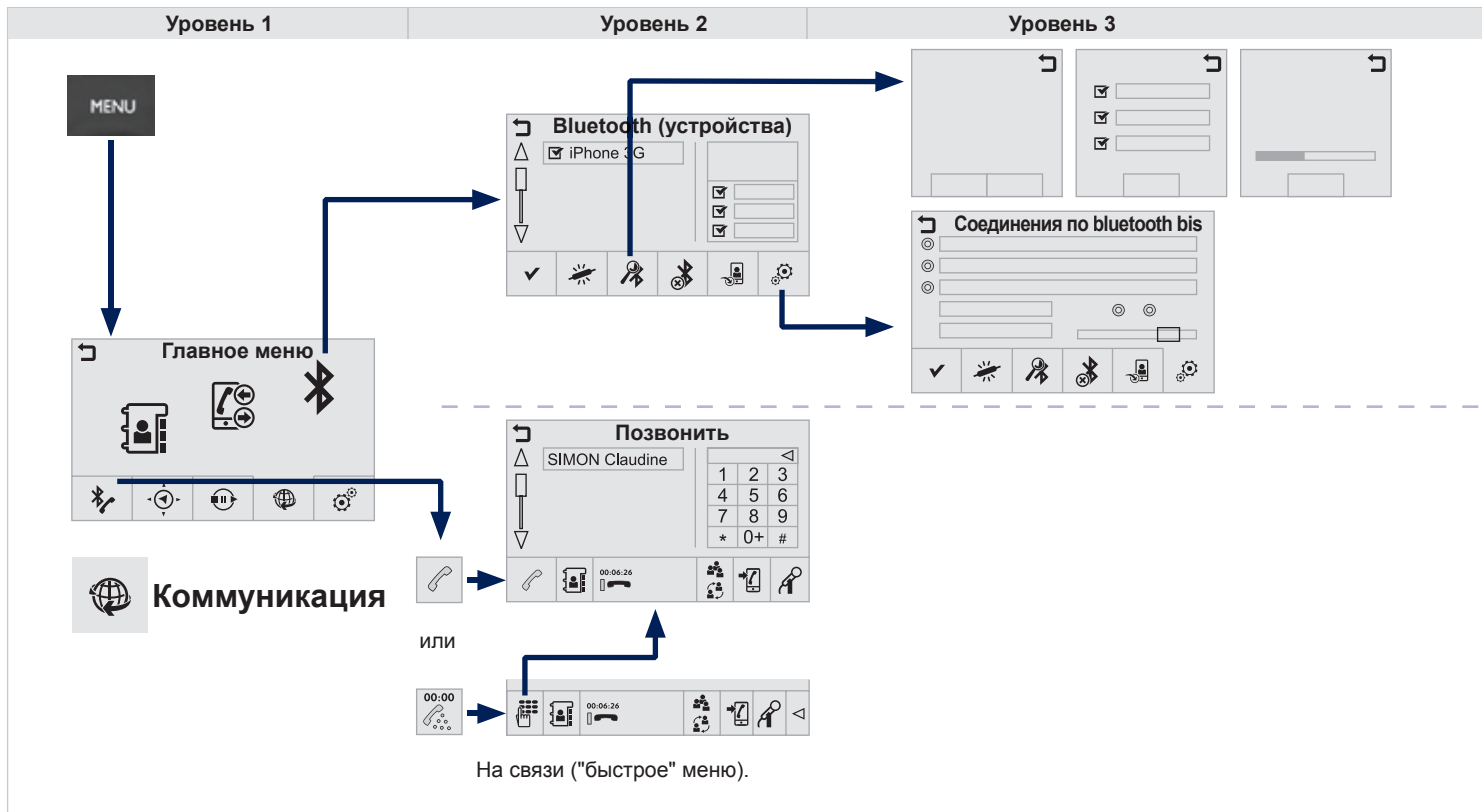 Уровень 1
Уровень 2
Уровень 3
MENU
Bluetooth (устройства)
iPhone 3G
Соединения по bluetooth bis
Главное меню
Позвонить
SIMON Claudine
1 2 3
4 5 6
7 8 9
* 0+ #
00:06:26
Коммуникация
или
00:00
00:06:26
На связи ("быстрое" меню).